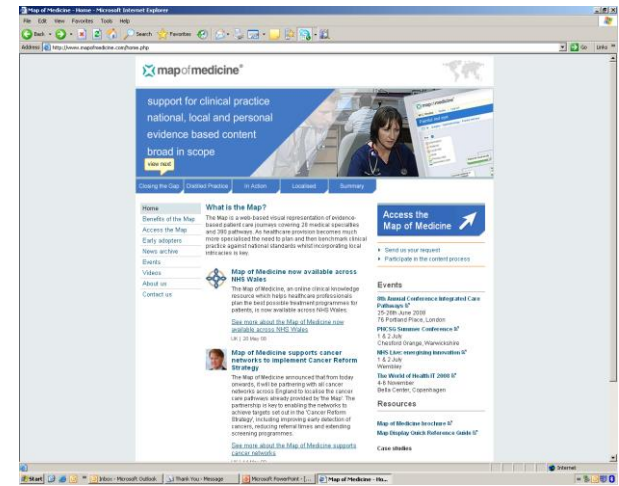 Map of Medicine - Home - Microsoft Internet Explorer
File Edit View Favorites Tools Help
Back Search Favorites
Address http://www.mapofmedicine.com/home.php Go Links
map of medicine®
support for clinical practice
national, local and personal
evidence based content
broad in scope
view next
Closing the Gap Distilled Practice In Action Localised Summary
Home
Benefits of the Map
Access the Map
Early adopters
News archive
Events
Videos
About us
Contact us
What is the Map?
The Map is a web-based visual representation of evidence-
based patient care journeys covering 28 medical specialties
and 390 pathways. As healthcare provision becomes much
more specialised the need to plan and then benchmark clinical
practice against national standards whilst incorporating local
intricacies is key.
Map of Medicine now available across
NHS Wales
The Map of Medicine, an online clinical knowledge
resource which helps healthcare professionals
plan the best possible treatment programmes for
patients, is now available across NHS Wales.
See more about the Map of Medicine now
available across NHS Wales
UK | 20 May 08
Map of Medicine supports cancer
networks to implement Cancer Reform
Strategy
The Map of Medicine announced that from today
onwards, it will be partnering with all cancer
networks across England to localise the cancer
care pathways already provided by 'the Map'. The
partnership is key to enabling the networks to
achieve targets set out in the 'Cancer Reform
Strategy', including improving early detection of
cancers, reducing referral times and extending
screening programmes.
See more about the Map of Medicine supports
cancer networks
Access the
Map of Medicine
Send us your request
Participate in the content process
Events
8th Annual Conference Integrated Care
Pathways
25-26th June 2008
76 Portland Place, London
PHCSG Summer Conference
1 & 2 July
Chesford Grange, Warwickshire
NHS Live: energising innovation
1 & 2 July
Wembley
The World of Health IT 2008
4-6 November
Bella Center, Copenhagen
Resources
Map of Medicine brochure
Map Display Quick Reference Guide
Case studies
Internet
Start Inbox - Microsoft Outlook Thank You - Message Microsoft PowerPoint - [... Map of Medicine - Ho...